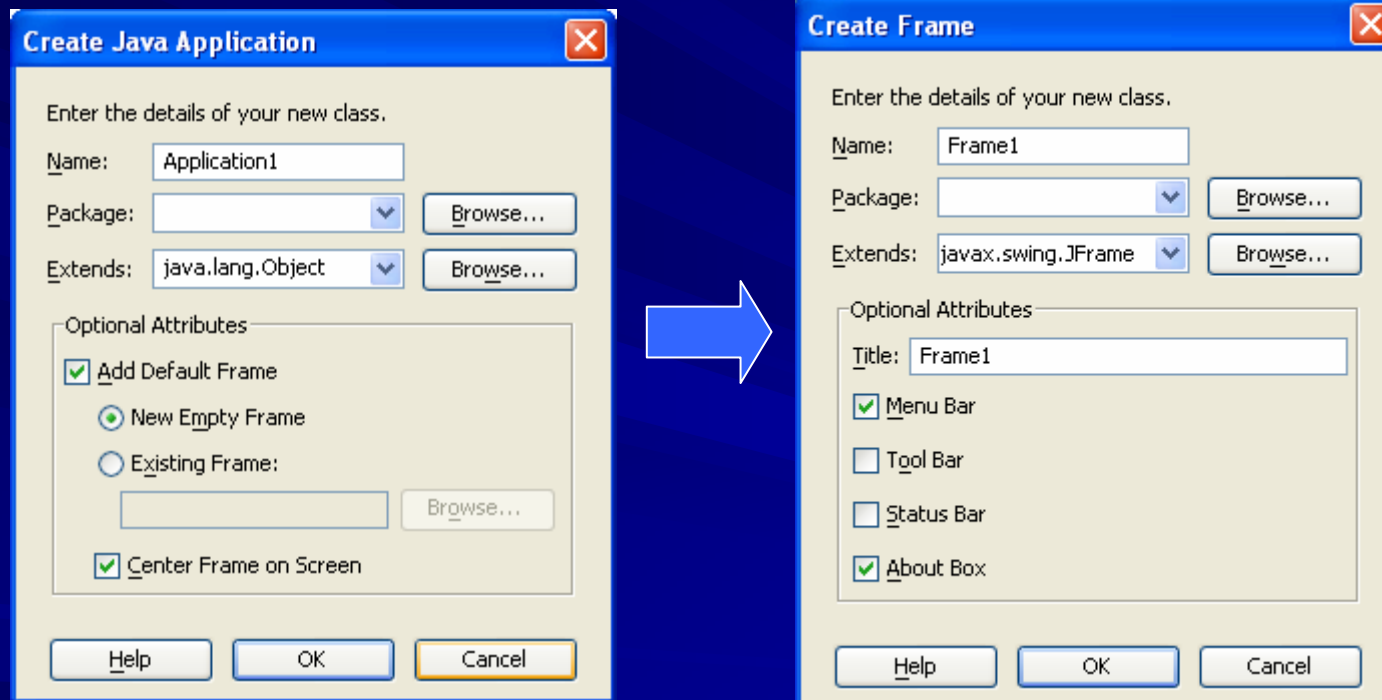 Create Java Application
Enter the details of your new class.
Name: Application1
Package: Browse...
Extends: java.lang.Object Browse...
Optional Attributes
Add Default Frame
New Empty Frame
Existing Frame:
Browse...
Center Frame on Screen
Help OK Cancel
Create Frame
Enter the details of your new class.
Name: Frame1
Package: Browse...
Extends: javax.swing.JFrame Browse...
Optional Attributes
Title: Frame1
Menu Bar
Tool Bar
Status Bar
About Box
Help OK Cancel